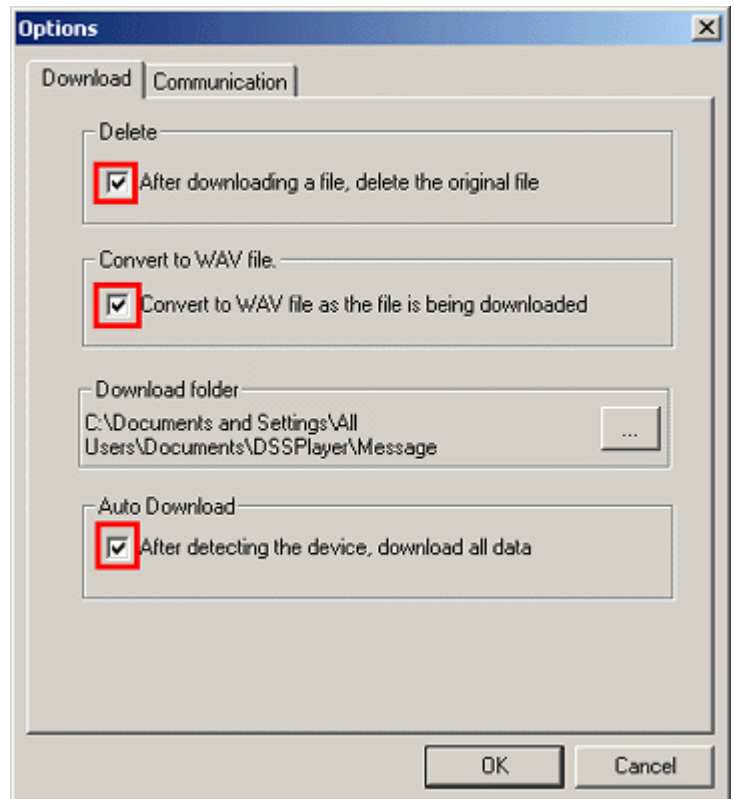 Options
Download
Communication
Delete
After downloading a file, delete the original file
Convert to WAV file.
Convert to WAV file as the file is being downloaded
Download folder
C:\Documents and Settings\All
Users\Documents\DSSPlayer\Message
...
Auto Download
After detecting the device, download all data
OK
Cancel